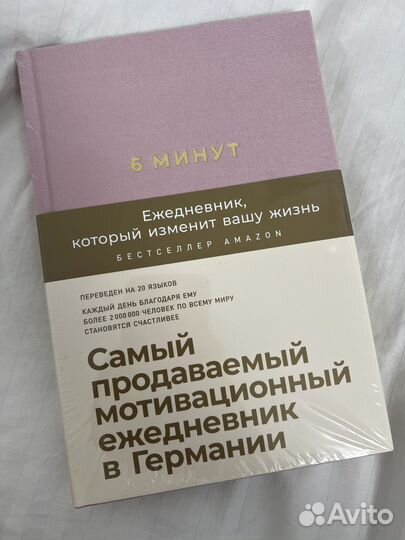 6 МИНУТ
Ежедневник,
который изменит вашу жизнь
БЕСТСЕЛЛЕР AMAZON
ПЕРЕВЕДЕН НА 20 ЯЗЫКОВ
КАЖДЫЙ ДЕНЬ БЛАГОДАРЯ ЕМУ
БОЛЕЕ 2 000 000 ЧЕЛОВЕК ПО ВСЕМУ МИРУ
СТАНОВЯТСЯ СЧАСТЛИВЕЕ
Самый
продаваемый
мотивационный
ежедневник
в Германии
Avito